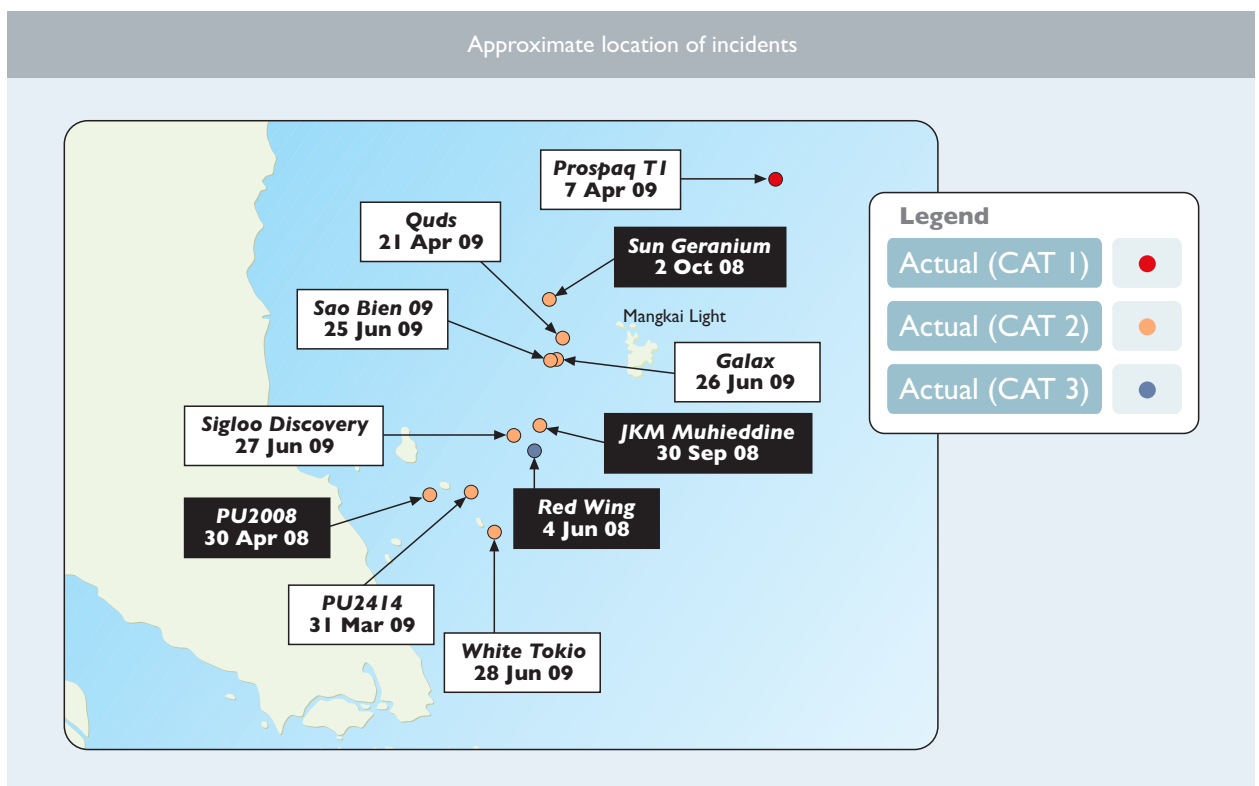 Approximate location of incidents
Prospaq T1
7 Apr 09
Quds
21 Apr 09
Sun Geranium
2 Oct 08
Sao Bien 09
25 Jun 09
Mangkai Light
Galax
26 Jun 09
Sigloo Discovery
27 Jun 09
JKM Muhieddine
30 Sep 08
PU2008
30 Apr 08
Red Wing
4 Jun 08
PU2414
31 Mar 09
White Tokio
28 Jun 09
Legend
Actual (CAT 1)
Actual (CAT 2)
Actual (CAT 3)